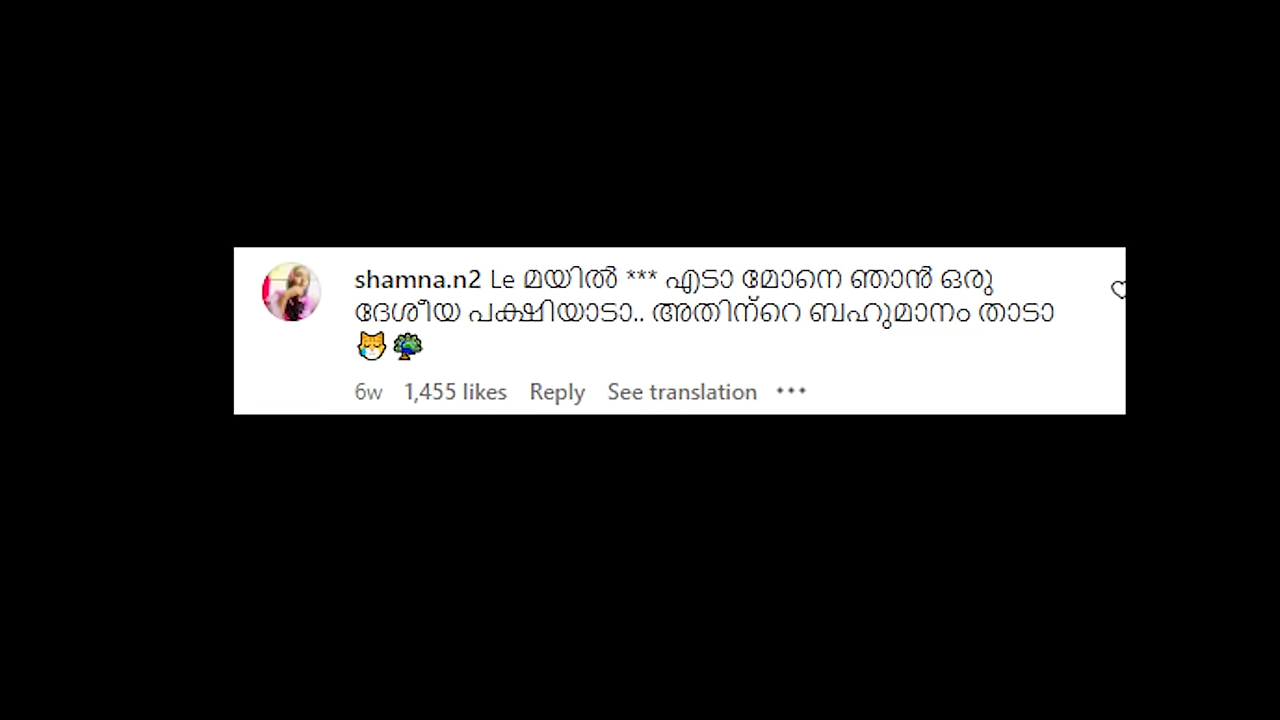 shamna.n2 Le മയിൽ *** എടാ മോനെ ഞാൻ ഒരു
ദേശീയ പക്ഷിയാടാ.. അതിന്റെ ബഹുമാനം താടാ
😿🦚
6w 1,455 likes Reply See translation •••